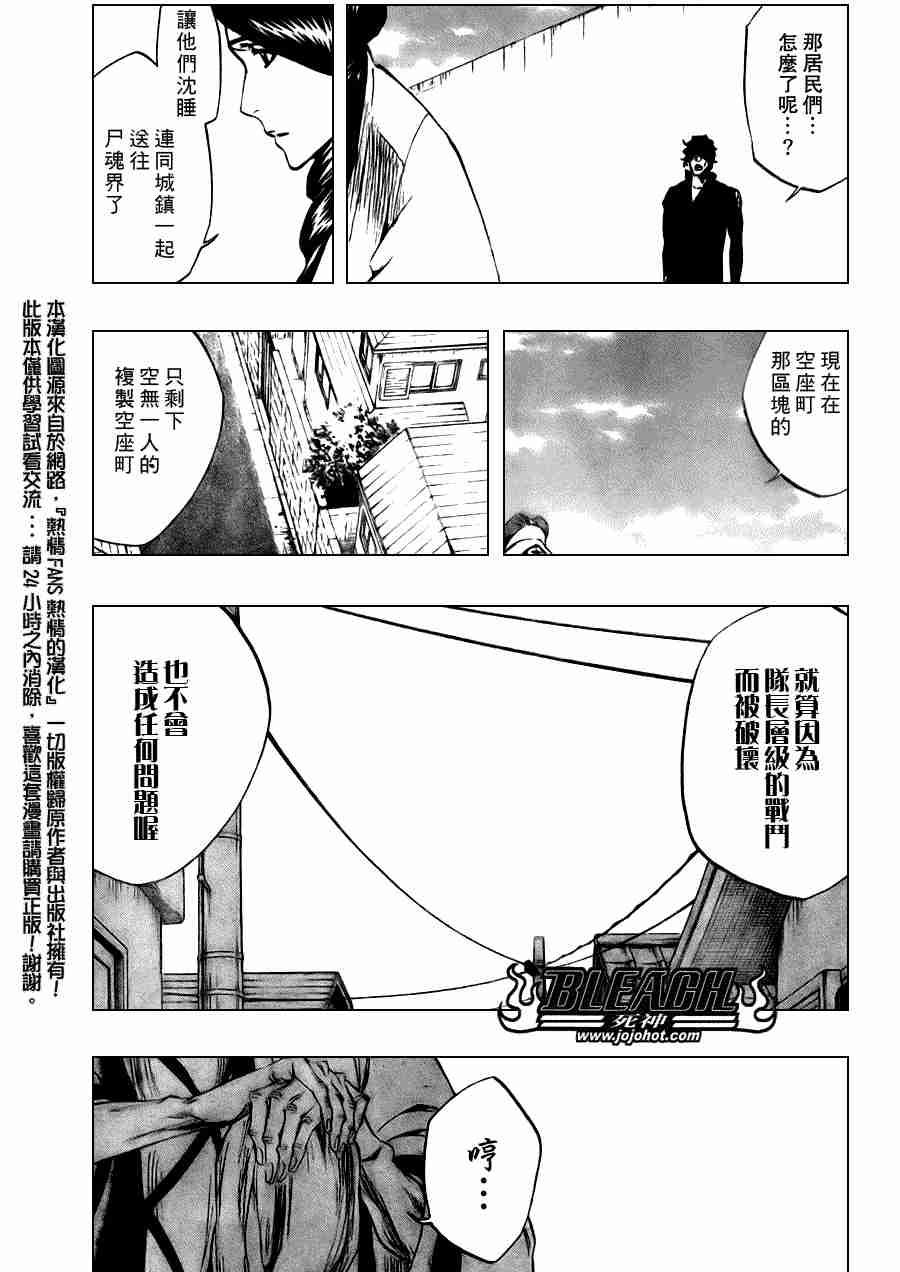 那居民們…
怎麼了呢…？
讓他們沈睡
連同城鎮一起
送往
尸魂界了
現在在
空座町
那區塊的
只剩下
空無一人的
複製空座町
就算因為
隊長層級的戰鬥
而被破壞
也不會
造成任何問題喔
哼…
BLEACH
死神
www.jojohot.com
本漢化圖源來自於網路，『熱情FANS熱情的漢化』一切版權歸原作者與出版社擁有！
此版本僅供學習試看交流…請24小時之內消除，喜歡這套漫畫請購買正版！謝謝。